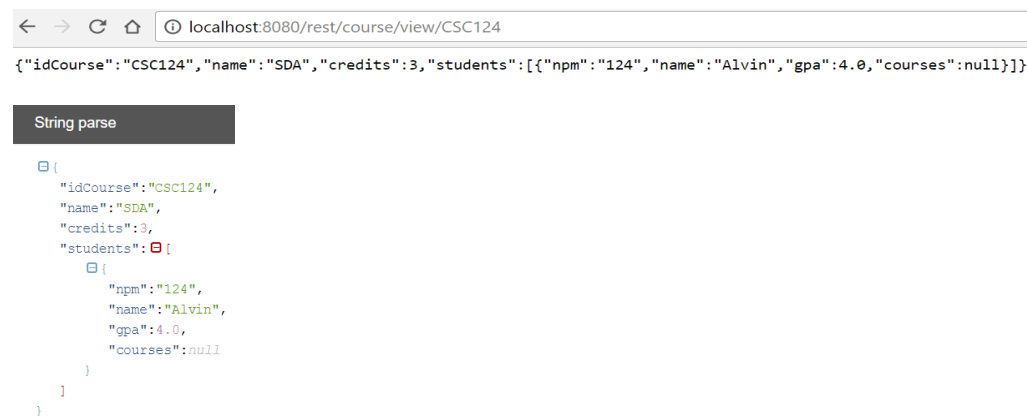 localhost:8080/rest/course/view/CSC124
{"idCourse":"CSC124","name":"SDA","credits":3,"students":[{"npm":"124","name":"Alvin","gpa":4.0,"courses":null}]}
String parse
{
"idCourse":"CSC124",
"name":"SDA",
"credits":3,
"students":[
{
"npm":"124",
"name":"Alvin",
"gpa":4.0,
"courses":null
}
]
}